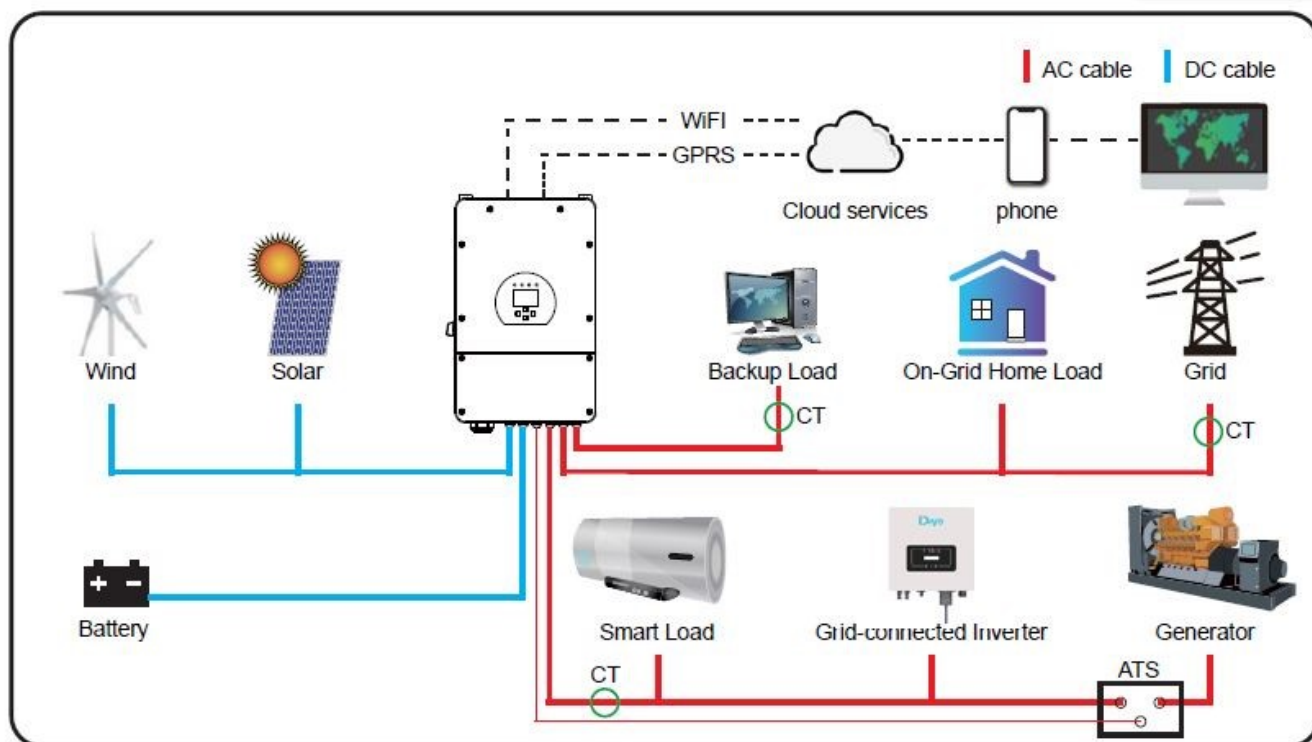 AC cable
DC cable
WiFI
GPRS
Cloud services
phone
Wind
Solar
Backup Load
On-Grid Home Load
Grid
CT
CT
Battery
Deye
Smart Load
Grid-connected Inverter
Generator
CT
ATS